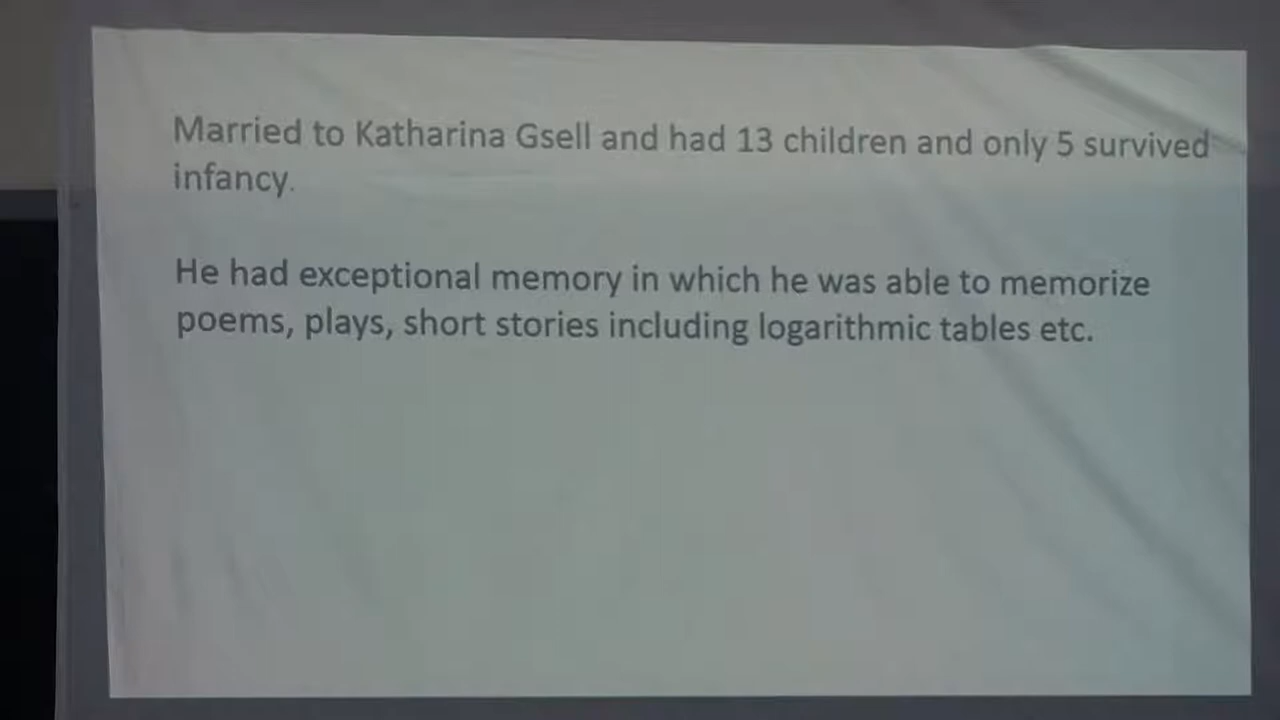 Married to Katharina Gsell and had 13 children and only 5 survived
infancy.
He had exceptional memory in which he was able to memorize
poems, plays, short stories including logarithmic tables etc.